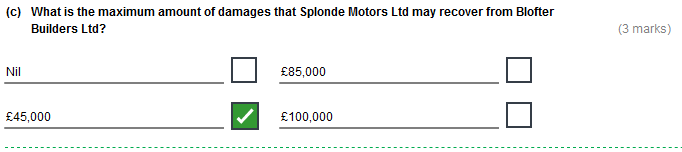 (c) What is the maximum amount of damages that Splonde Motors Ltd may recover from Blofter
Builders Ltd?
(3 marks)
Nil
£85,000
£45,000
£100,000